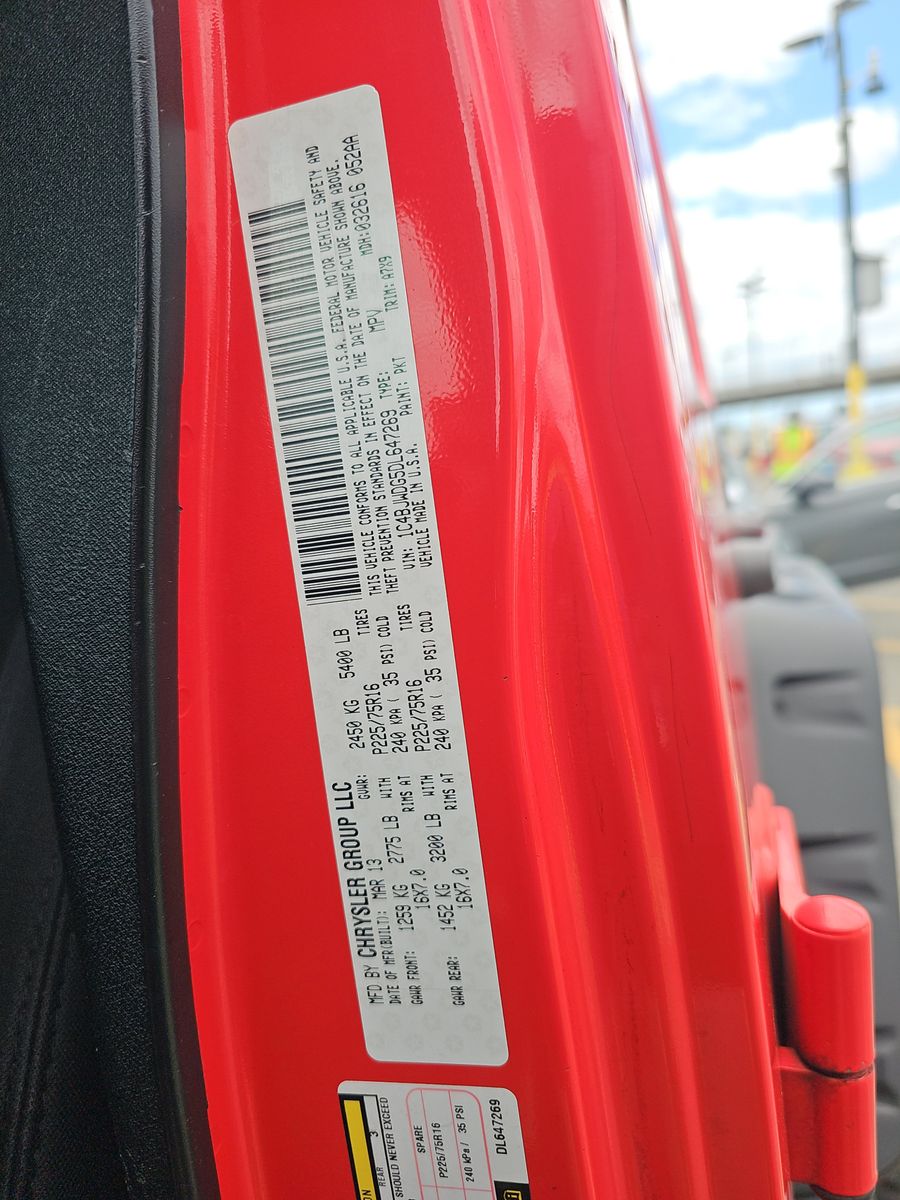 MFD BY CHRYSLER GROUP LLC
DATE OF MFR(BUILT): MAR 13 GVWR: 2450 KG 5400 LB
GAWR FRONT: 1259 KG 2775 LB WITH P225/75R16 TIRES
16X7.0 RIMS AT 240 KPA ( 35 PSI) COLD
GAWR REAR: 1452 KG 3200 LB WITH P225/75R16 TIRES
16X7.0 RIMS AT 240 KPA ( 35 PSI) COLD
THIS VEHICLE CONFORMS TO ALL APPLICABLE U.S.A. FEDERAL MOTOR VEHICLE SAFETY AND
THEFT PREVENTION STANDARDS IN EFFECT ON THE DATE OF MANUFACTURE SHOWN ABOVE.
VIN: 1C4BJWDG5DL647269 TYPE: MPV MDH:032616 052AA
VEHICLE MADE IN U.S.A. PAINT: PKT TRIM: A7X9
REAR 3
SHOULD NEVER EXCEED
SPARE
P225/75R16
240 kPa / 35 PSI
DL647269